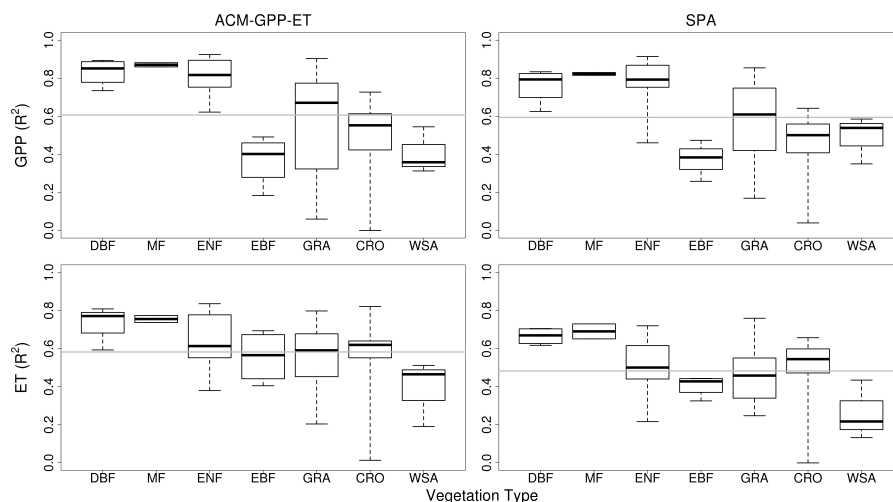 ACM-GPP-ET
SPA
GPP (R²)
1.0
0.8
0.6
0.4
0.2
0.0
DBF MF ENF EBF GRA CRO WSA
1.0
0.8
0.6
0.4
0.2
0.0
DBF MF ENF EBF GRA CRO WSA
ET (R²)
1.0
0.8
0.6
0.4
0.2
0.0
DBF MF ENF EBF GRA CRO WSA
1.0
0.8
0.6
0.4
0.2
0.0
DBF MF ENF EBF GRA CRO WSA
Vegetation Type